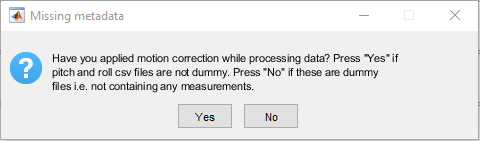 Missing metadata
Have you applied motion correction while processing data? Press "Yes" if
pitch and roll csv files are not dummy. Press "No" if these are dummy
files i.e. not containing any measurements.
Yes
No